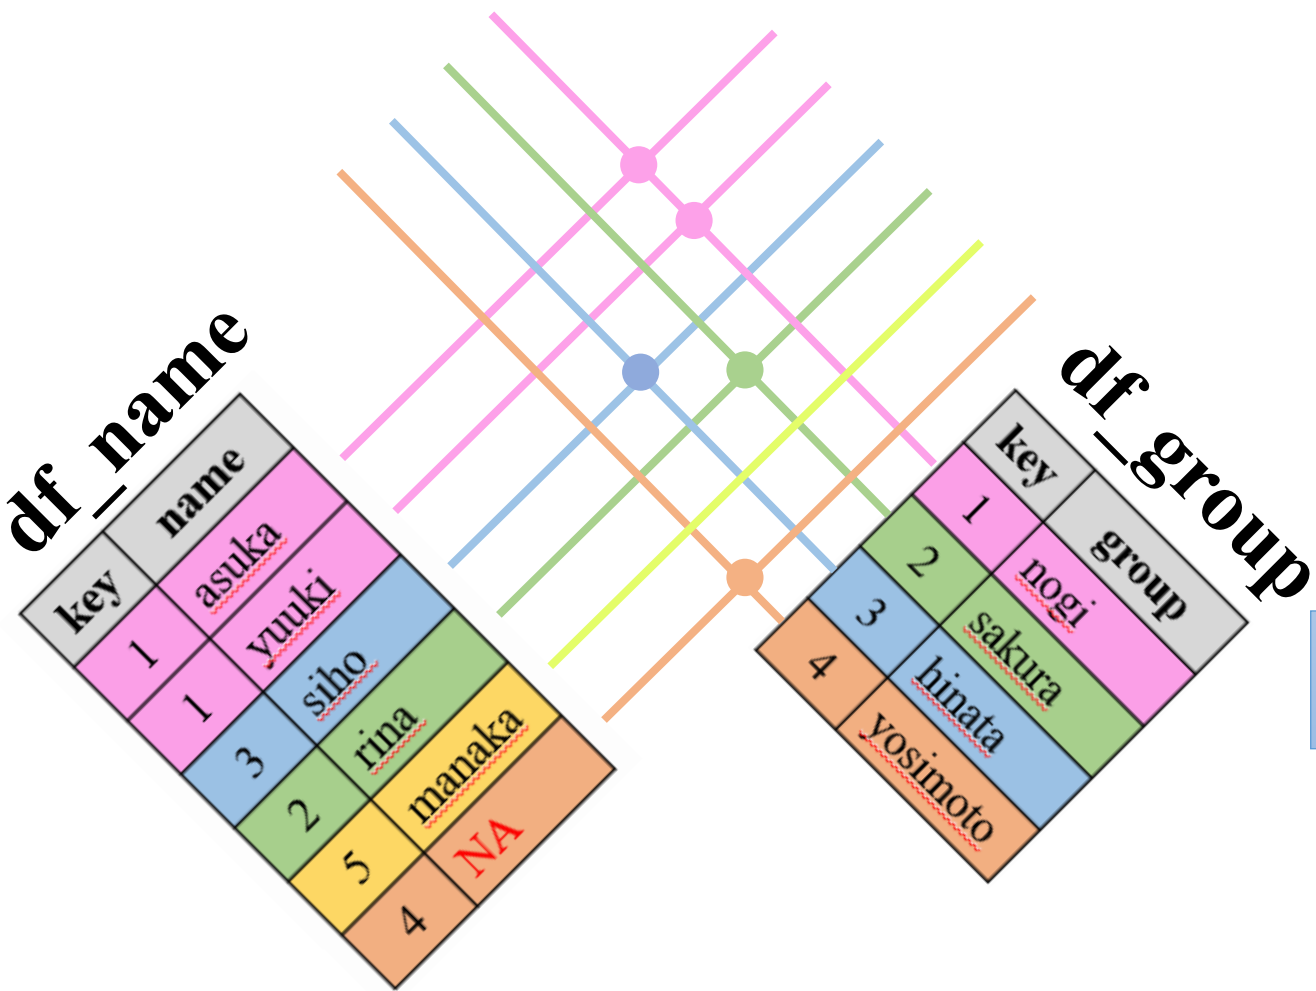 df_name
key name
1 asuka
1 yuuki
3 siho
2 rina
5 manaka
4 NA
df_group
key group
1 nogi
2 sakura
3 hinata
4 yosimoto